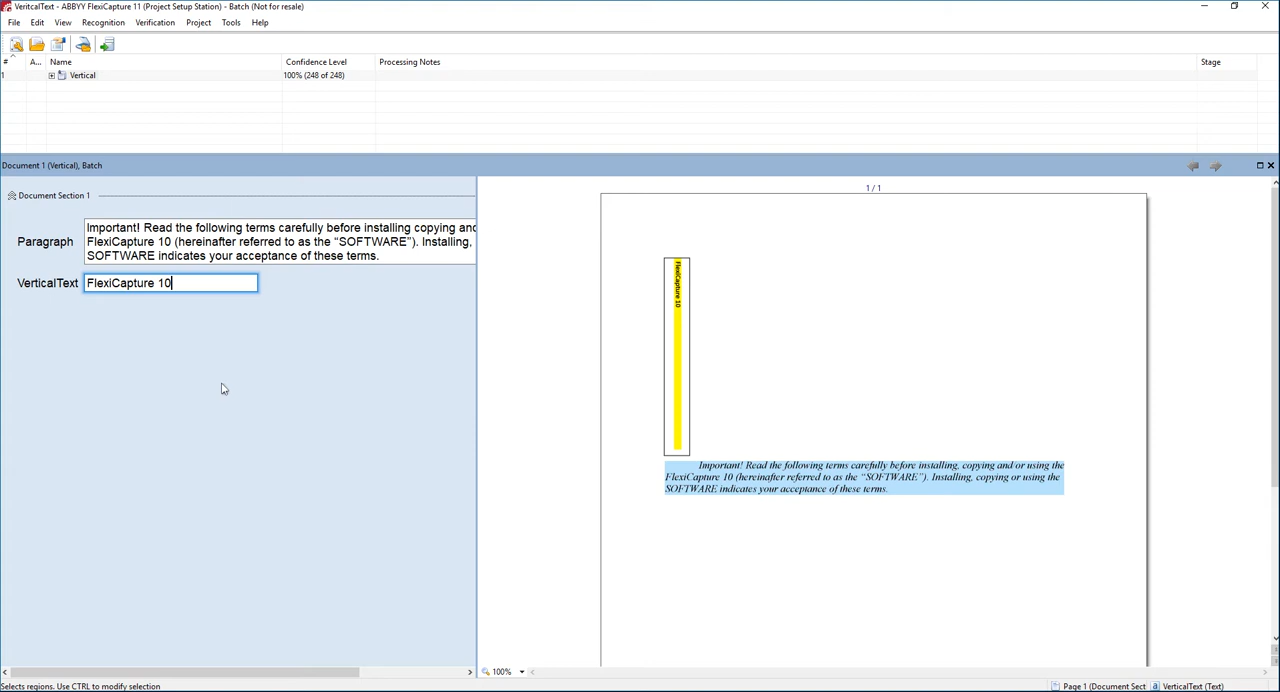 VeritcalText - ABBYY FlexiCapture 11 (Project Setup Station) - Batch (Not for resale)
File Edit View Recognition Verification Project Tools Help
# A... Name Confidence Level Processing Notes Stage
1 Vertical 100% (248 of 248)
Document 1 (Vertical), Batch
Document Section 1
Paragraph
Important! Read the following terms carefully before installing copying and
FlexiCapture 10 (hereinafter referred to as the “SOFTWARE”). Installing,
SOFTWARE indicates your acceptance of these terms.
VerticalText FlexiCapture 10
1 / 1
FlexiCapture 10
Important! Read the following terms carefully before installing, copying and or using the
FlexiCapture 10 (hereinafter referred to as the “SOFTWARE”). Installing, copying or using the
SOFTWARE indicates your acceptance of these terms.
100%
Selects regions. Use CTRL to modify selection
Page 1 (Document Sect
VerticalText (Text)